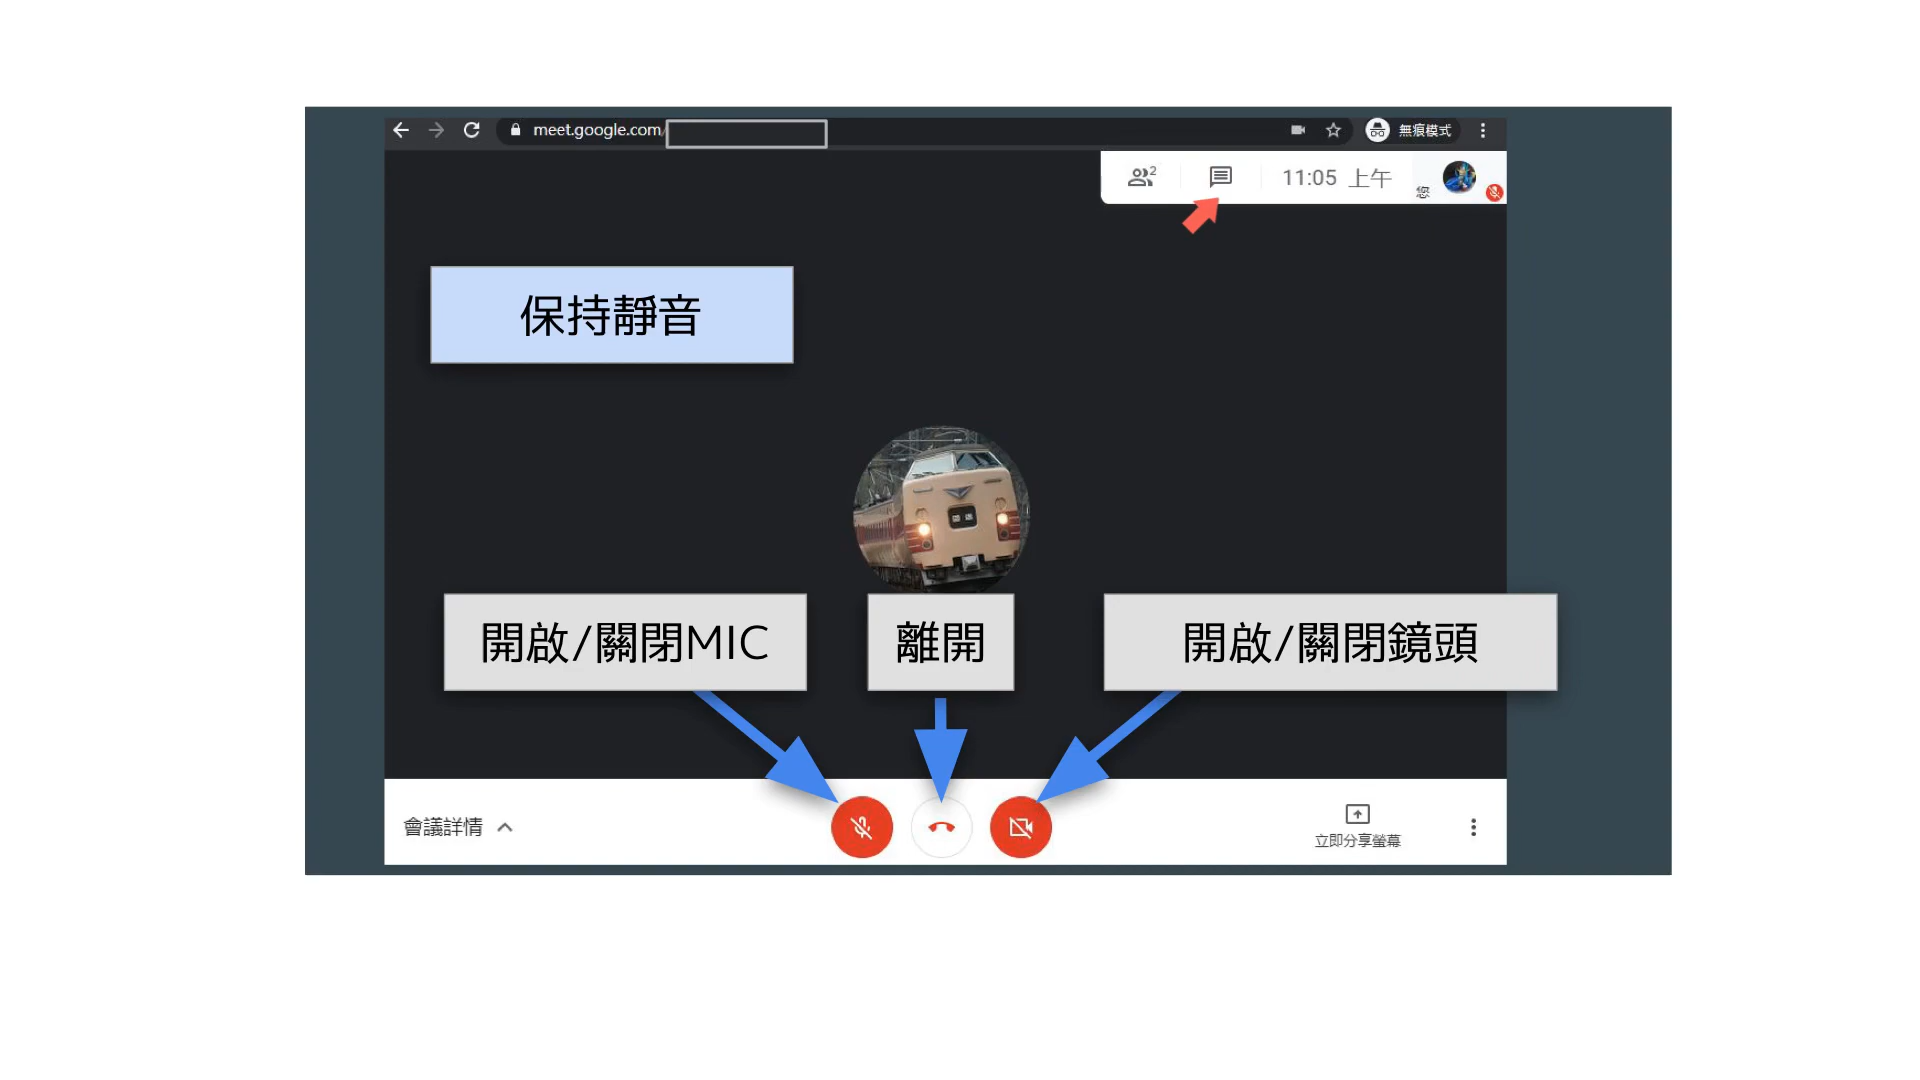 meet.google.com/
無痕模式
2
11:05 上午
您
保持靜音
開啟/關閉MIC
離開
開啟/關閉鏡頭
會議詳情
立即分享螢幕